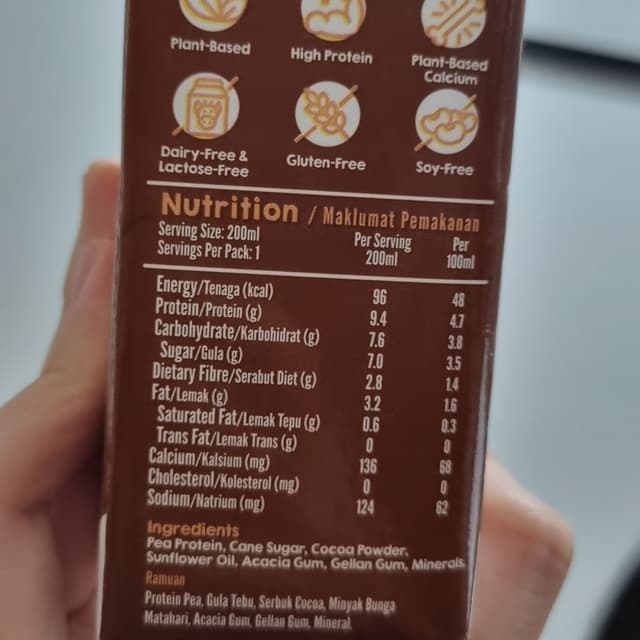 Plant-Based High Protein Plant-Based
Calcium
Dairy-Free & Gluten-Free Soy-Free
Lactose-Free
Nutrition / Maklumat Pemakanan
Serving Size: 200ml Per Serving Per
Servings Per Pack: 1 200ml 100ml
Energy/Tenaga (kcal) 96 48
Protein/Protein (g) 9.4 4.7
Carbohydrate/Karbohidrat (g) 7.6 3.8
Sugar/Gula (g) 7.0 3.5
Dietary Fibre/Serabut Diet (g) 2.8 1.4
Fat/Lemak (g) 3.2 1.6
Saturated Fat/Lemak Tepu (g) 0.6 0.3
Trans Fat/Lemak Trans (g) 0 0
Calcium/Kalsium (mg) 136 68
Cholesterol/Kolesterol (mg) 0 0
Sodium/Natrium (mg) 124 62
Ingredients
Pea Protein, Cane Sugar, Cocoa Powder,
Sunflower Oil, Acacia Gum, Gellan Gum, Minerals.
Ramuan
Protein Pea, Gula Tebu, Serbuk Cocoa, Minyak Bunga
Matahari, Acacia Gum, Gellan Gum, Mineral.